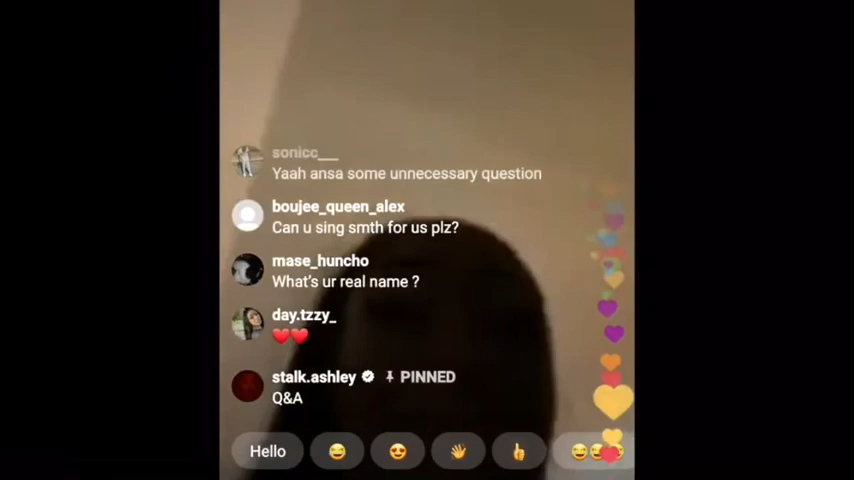 sonicc___
Yaah ansa some unnecessary question
boujee_queen_alex
Can u sing smth for us plz?
mase_huncho
What's ur real name ?
day.tzzy_
❤️❤️
stalk.ashley PINNED
Q&A
Hello 😂 😍 👋 👍 😂😂😂